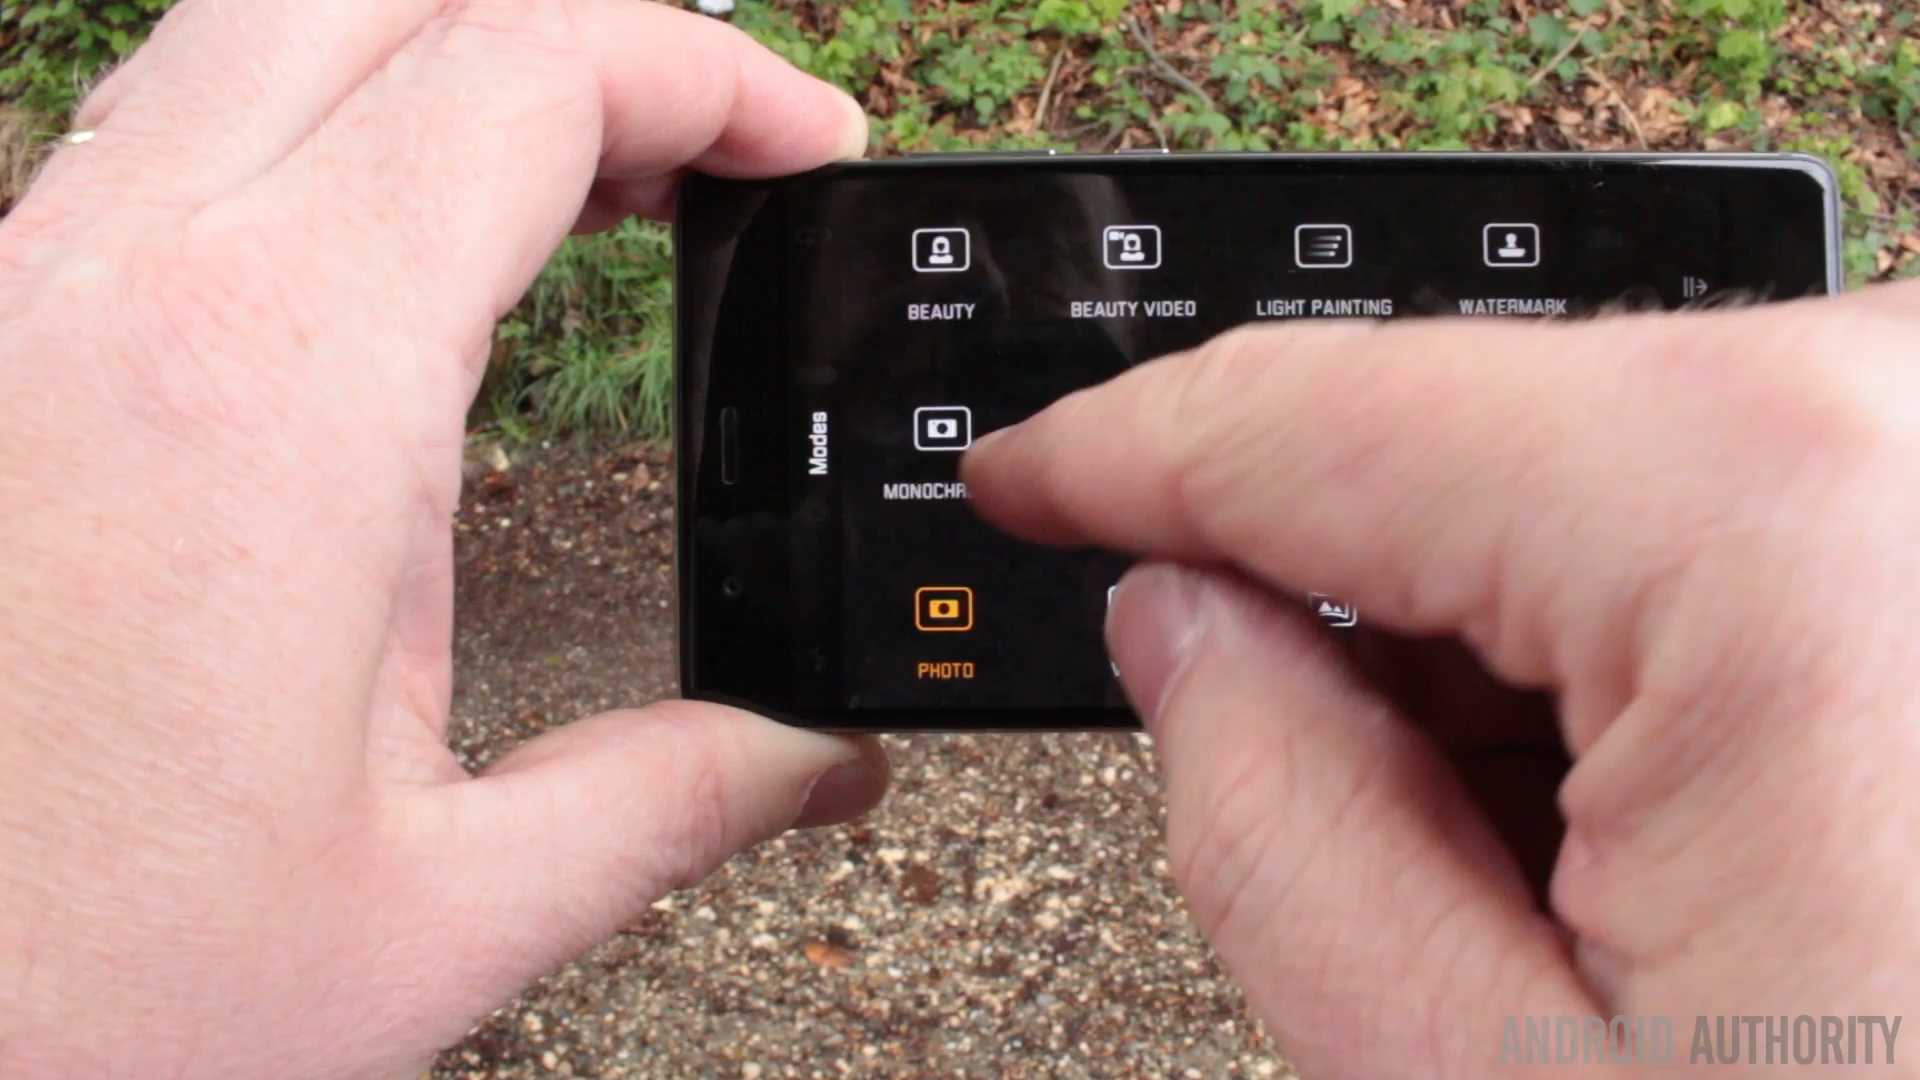 BEAUTY
BEAUTY VIDEO
LIGHT PAINTING
WATERMARK
Modes
PHOTO
ANDROID AUTHORITY